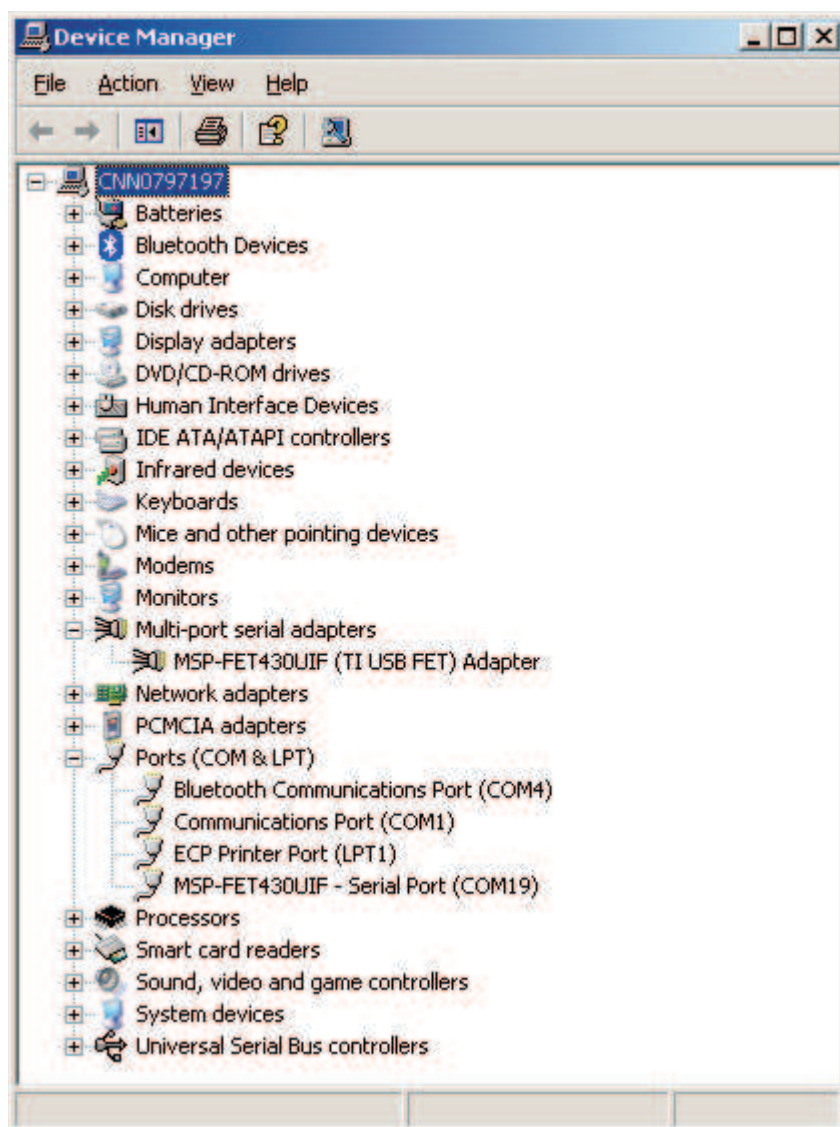 Device Manager
File Action View Help
CNN0797197
Batteries
Bluetooth Devices
Computer
Disk drives
Display adapters
DVD/CD-ROM drives
Human Interface Devices
IDE ATA/ATAPI controllers
Infrared devices
Keyboards
Mice and other pointing devices
Modems
Monitors
Multi-port serial adapters
MSP-FET430UIF (TI USB FET) Adapter
Network adapters
PCMCIA adapters
Ports (COM & LPT)
Bluetooth Communications Port (COM4)
Communications Port (COM1)
ECP Printer Port (LPT1)
MSP-FET430UIF - Serial Port (COM19)
Processors
Smart card readers
Sound, video and game controllers
System devices
Universal Serial Bus controllers